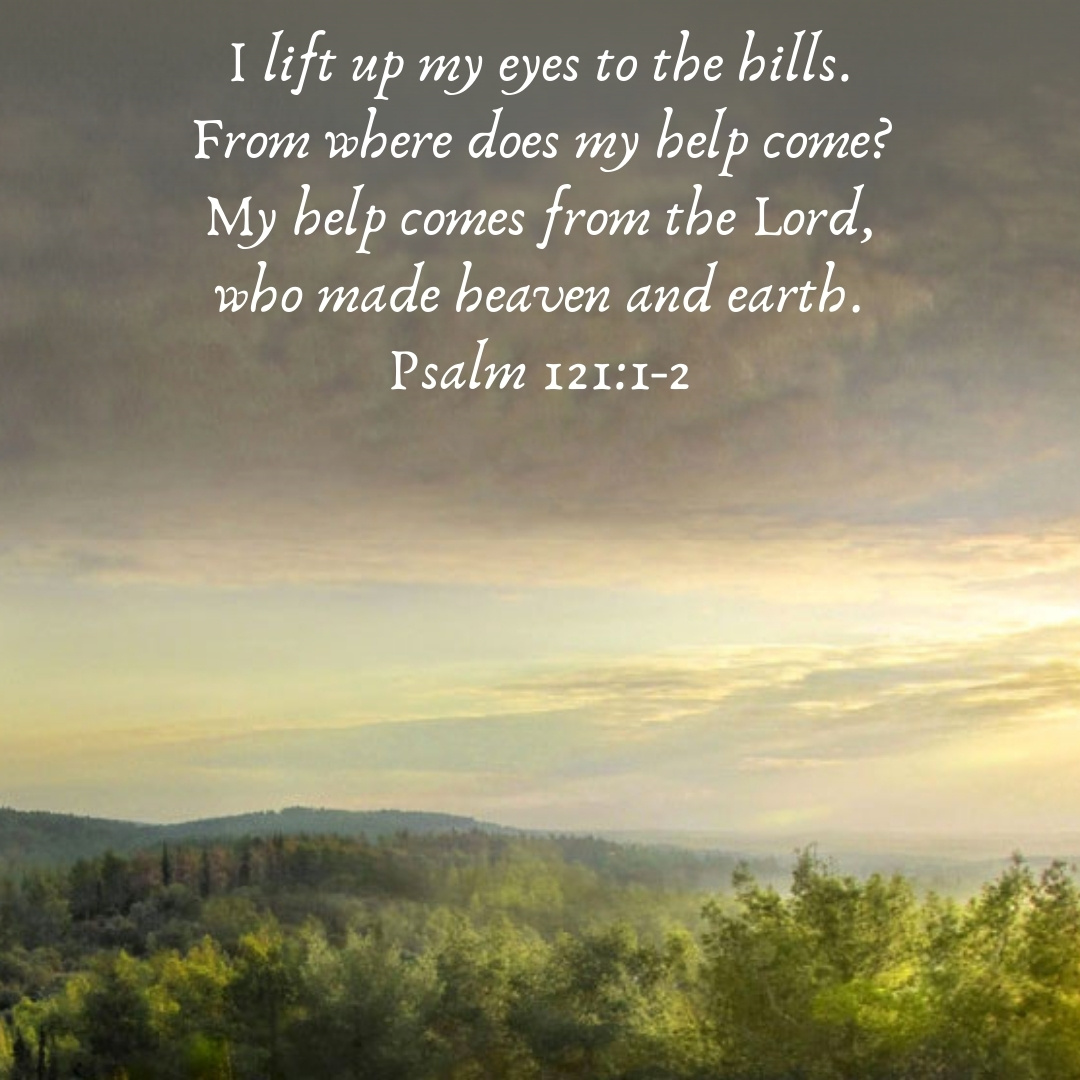 I lift up my eyes to the hills.
From where does my help come?
My help comes from the Lord,
who made heaven and earth.
Psalm 121:1-2